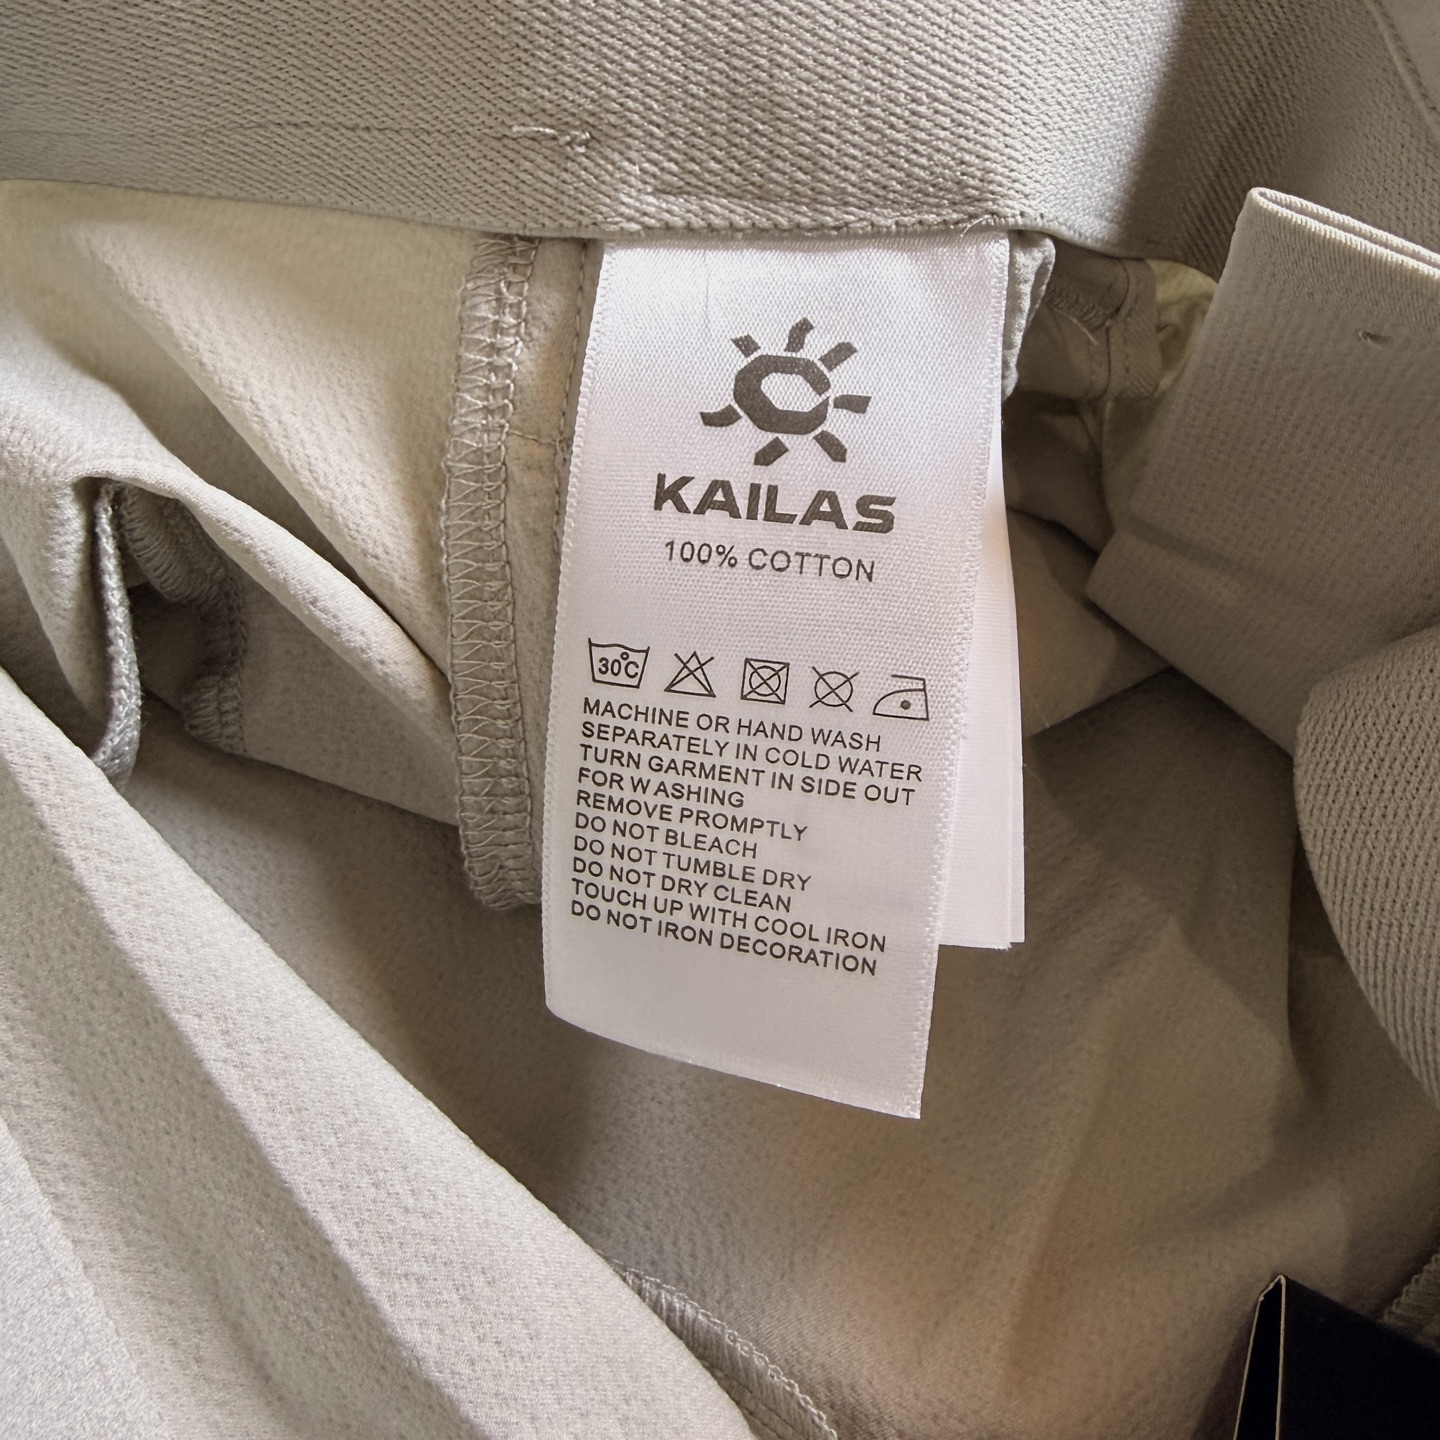 KAILAS
100% COTTON
30°C
MACHINE OR HAND WASH
SEPARATELY IN COLD WATER
TURN GARMENT IN SIDE OUT
FOR WASHING
REMOVE PROMPTLY
DO NOT BLEACH
DO NOT TUMBLE DRY
DO NOT DRY CLEAN
TOUCH UP WITH COOL IRON
DO NOT IRON DECORATION